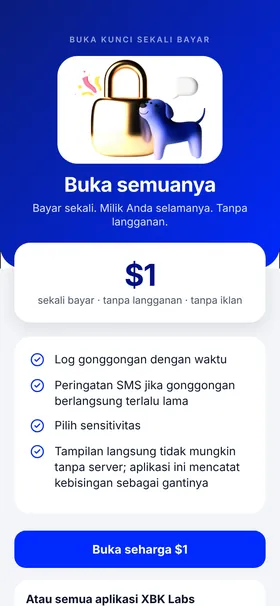 BUKA KUNCI SEKALI BAYAR
Buka semuanya
Bayar sekali. Milik Anda selamanya. Tanpa
langganan.
$1
sekali bayar · tanpa langganan · tanpa iklan
Log gonggongan dengan waktu
Peringatan SMS jika gonggongan
berlangsung terlalu lama
Pilih sensitivitas
Tampilan langsung tidak mungkin
tanpa server; aplikasi ini mencatat
kebisingan sebagai gantinya
Buka seharga $1
Atau semua aplikasi XBK Labs